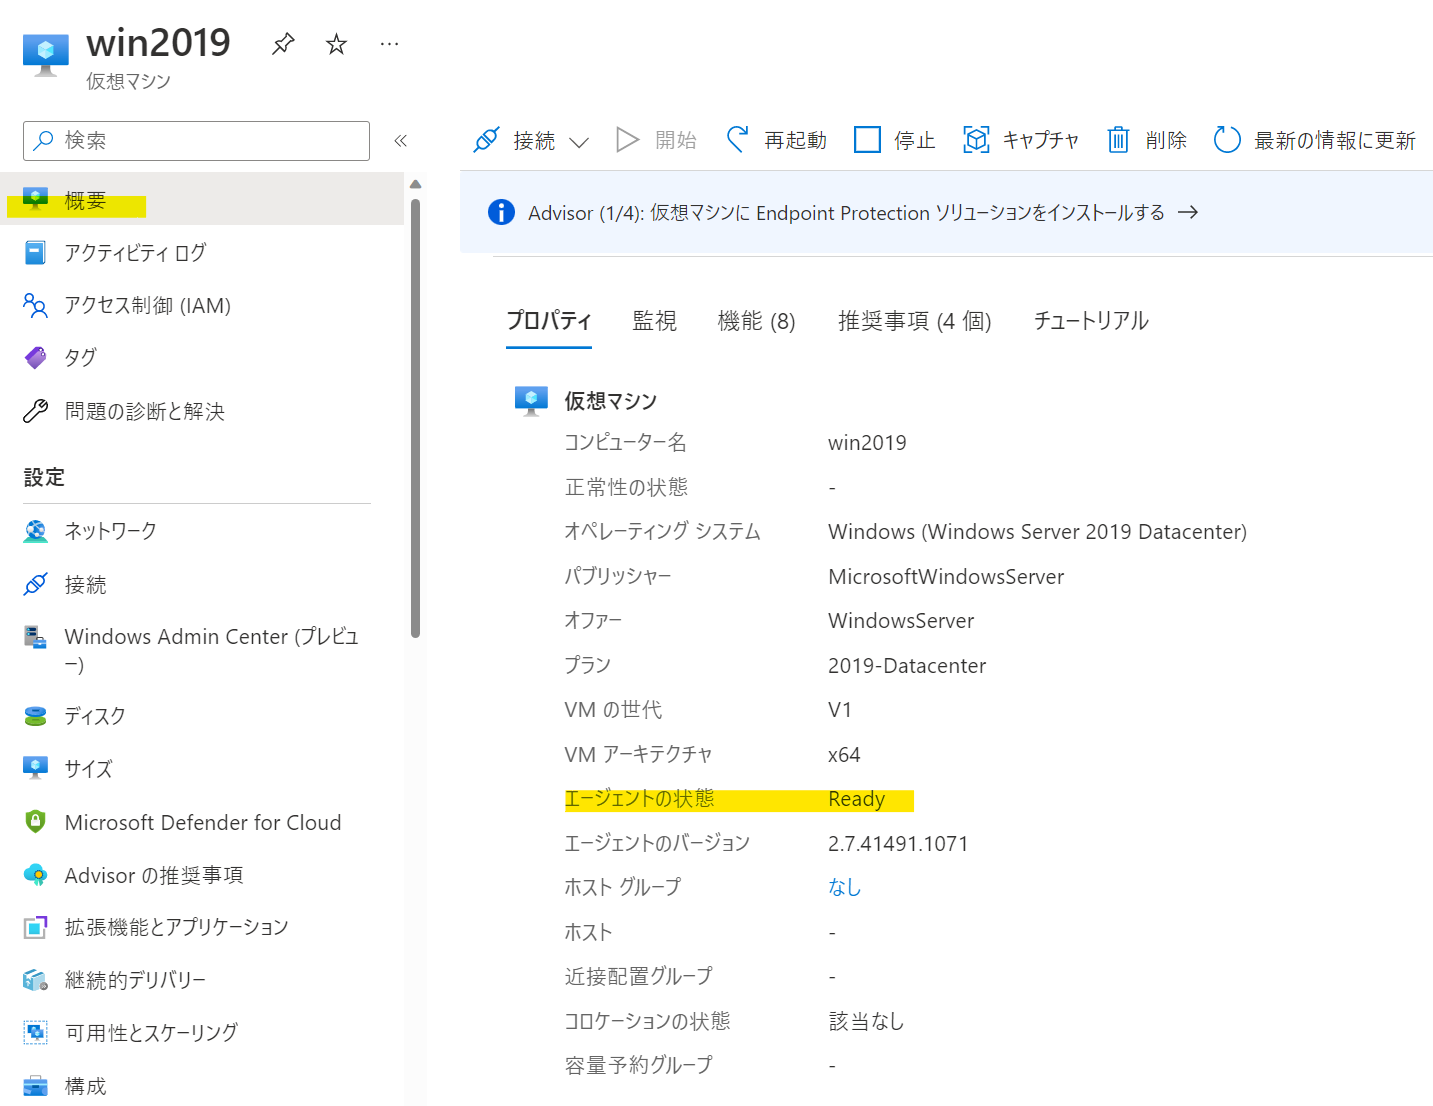 win2019
仮想マシン
検索
概要
アクティビティ ログ
アクセス制御 (IAM)
タグ
問題の診断と解決
設定
ネットワーク
接続
Windows Admin Center (プレビュ
ー)
ディスク
サイズ
Microsoft Defender for Cloud
Advisor の推奨事項
拡張機能とアプリケーション
継続的デリバリー
可用性とスケーリング
構成
接続 開始 再起動 停止 キャプチャ 削除 最新の情報に更新
Advisor (1/4): 仮想マシンに Endpoint Protection ソリューションをインストールする →
プロパティ 監視 機能 (8) 推奨事項 (4 個) チュートリアル
仮想マシン
コンピューター名 win2019
正常性の状態 -
オペレーティング システム Windows (Windows Server 2019 Datacenter)
パブリッシャー MicrosoftWindowsServer
オファー WindowsServer
プラン 2019-Datacenter
VM の世代 V1
VM アーキテクチャ x64
エージェントの状態 Ready
エージェントのバージョン 2.7.41491.1071
ホスト グループ なし
ホスト -
近接配置グループ -
コロケーションの状態 該当なし
容量予約グループ -